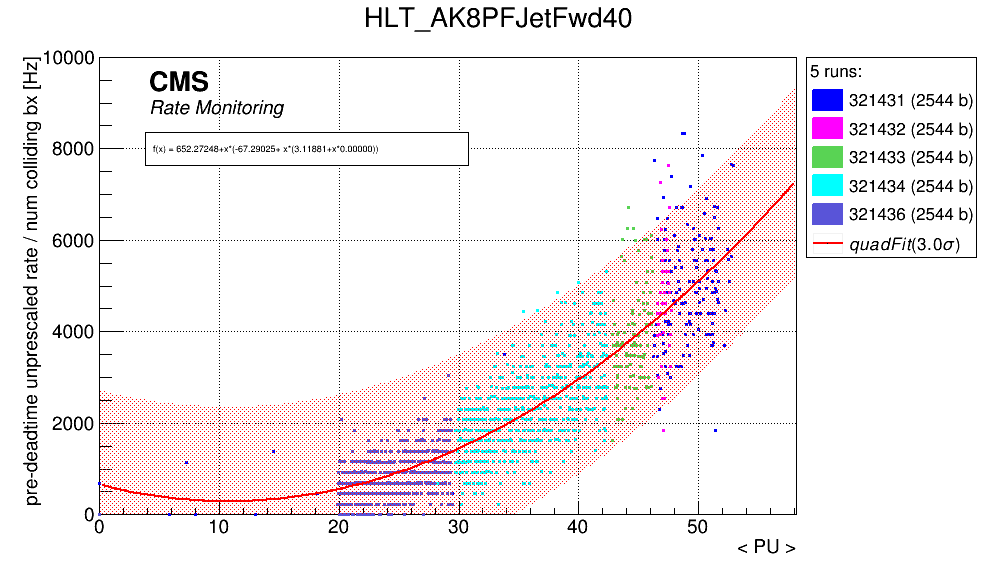 HLT_AK8PFJetFwd40
pre-deadtime unprescaled rate / num colliding bx [Hz]
10000
8000
6000
4000
2000
0
CMS
Rate Monitoring
f(x) = 652.27248+x*(-67.29025+ x*(3.11881+x*0.00000))
0 10 20 30 40 50
< PU >
5 runs:
321431 (2544 b)
321432 (2544 b)
321433 (2544 b)
321434 (2544 b)
321436 (2544 b)
quadFit(3.0σ)